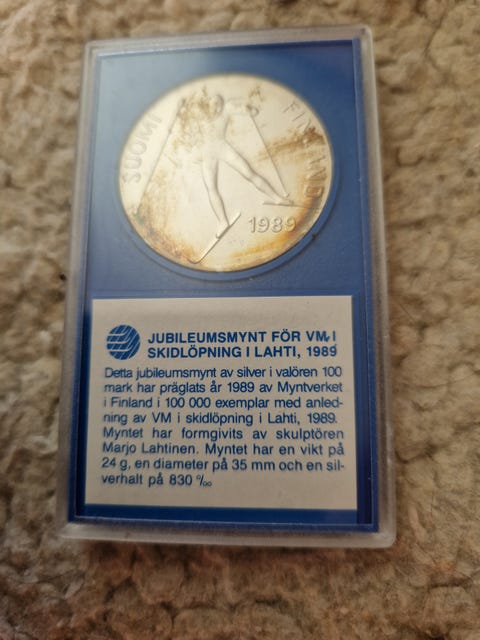 SUOMI FINLAND
1989
JUBILEUMSMYNT FÖR VM I
SKIDLÖPNING I LAHTI, 1989
Detta jubileumsmynt av silver i valören 100
mark har präglats år 1989 av Myntverket
i Finland i 100 000 exemplar med anled-
ning av VM i skidlöpning i Lahti, 1989.
Myntet har formgivits av skulptören
Marjo Lahtinen. Myntet har en vikt på
24 g, en diameter på 35 mm och en sil-
verhalt på 830 ‰